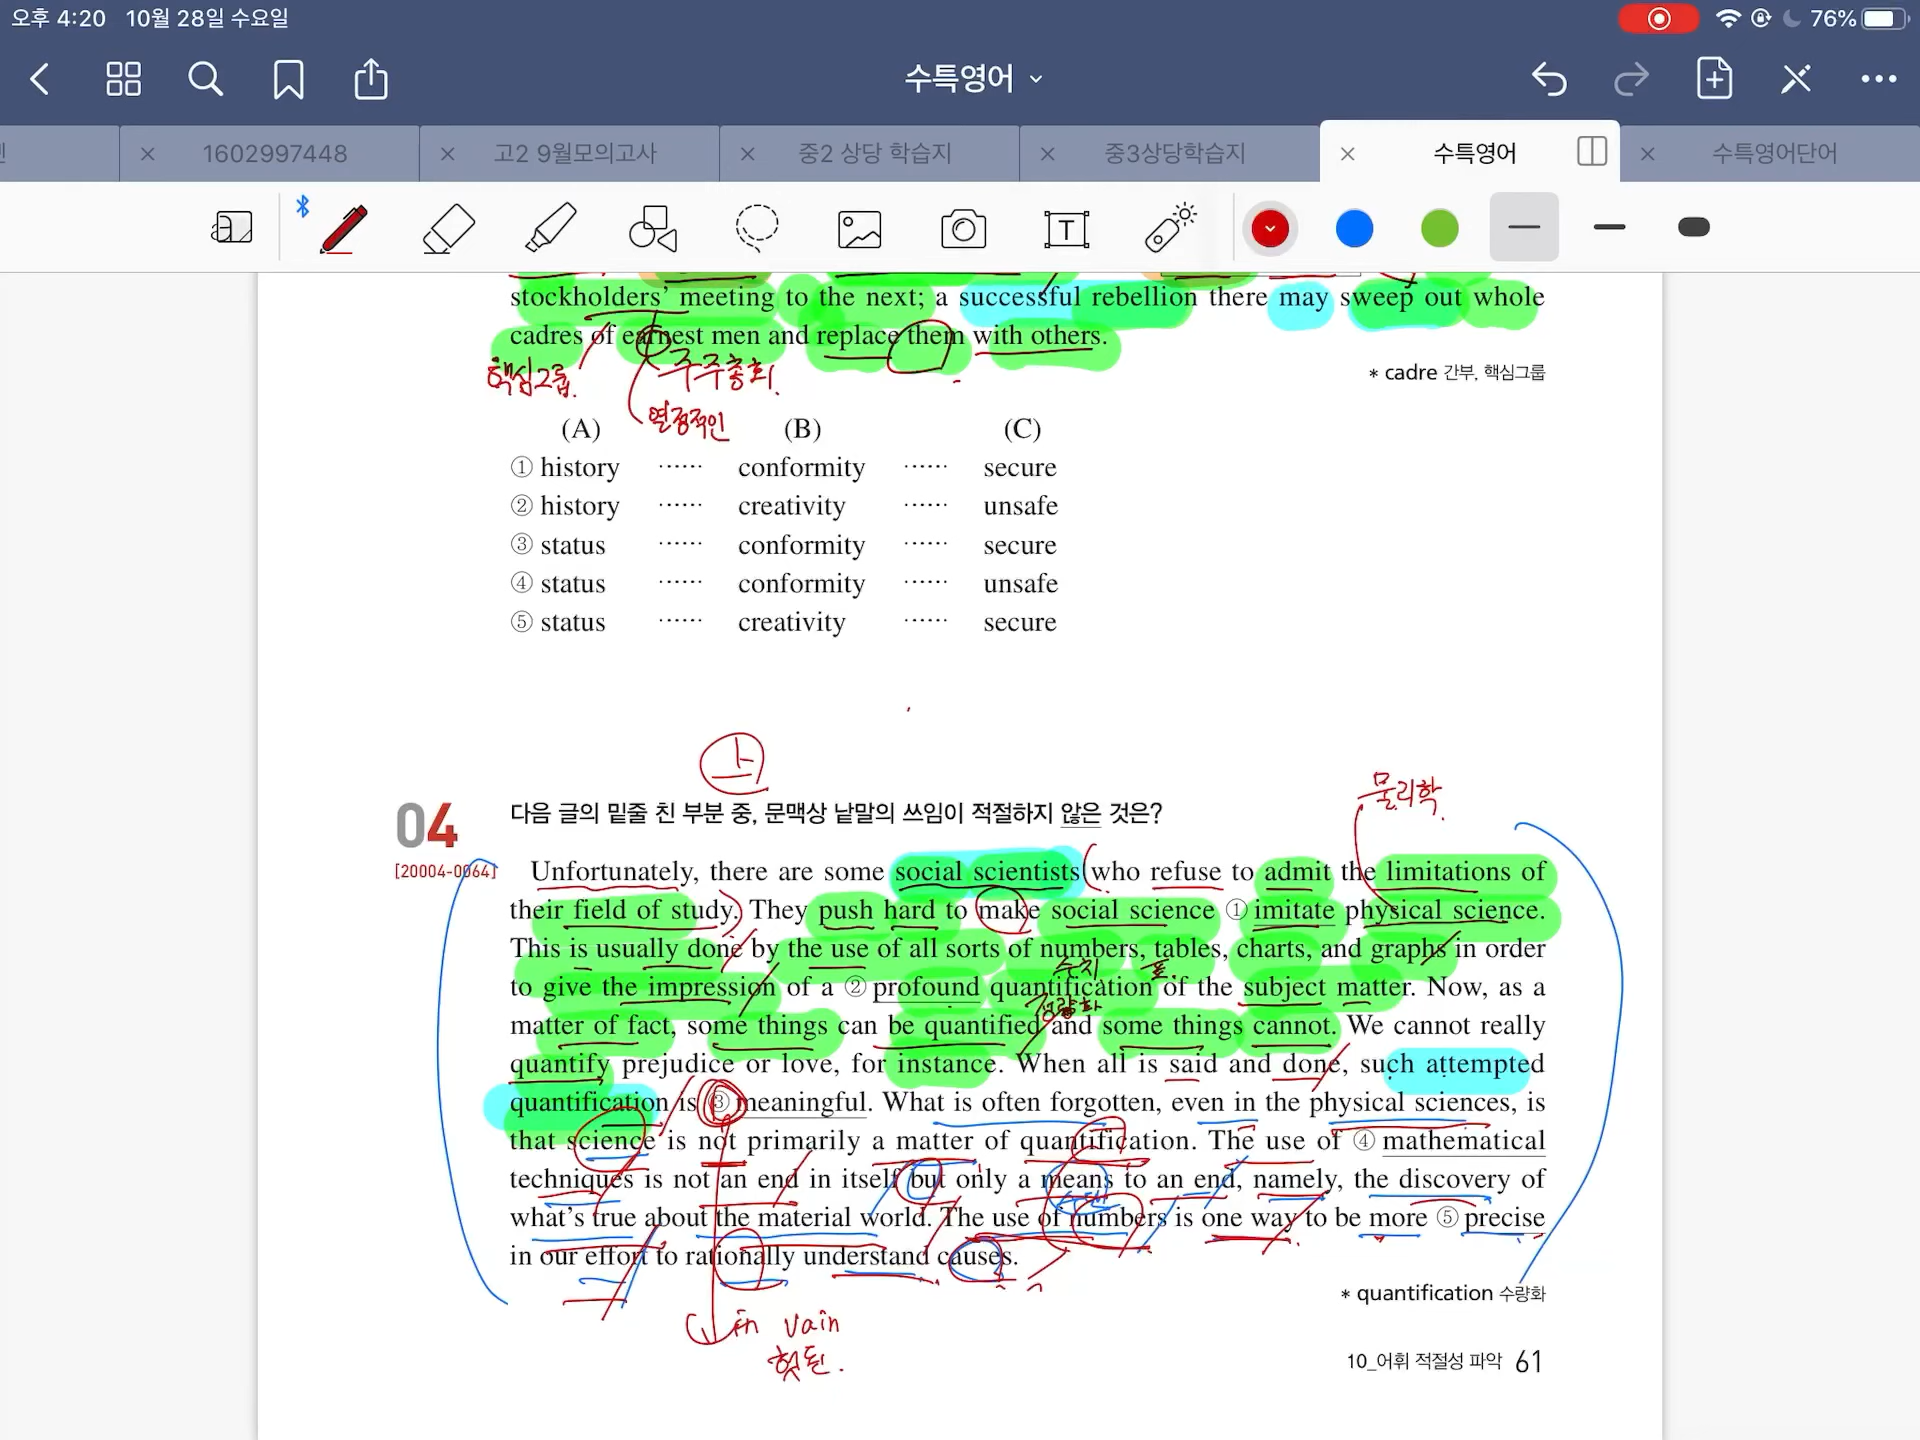 오후 4:20 10월 28일 수요일
76%
수특영어
1602997448
고2 9월모의고사
중2 상당 학습지
중3상당학습지
수특영어
수특영어단어
stockholders' meeting to the next; a successful rebellion there may sweep out whole
cadres of earnest men and replace them with others.
핵심그룹.
주주총회.
* cadre 간부, 핵심그룹
열정적인
(A) (B) (C)
① history ······ conformity ······ secure
② history ······ creativity ······ unsafe
③ status ······ conformity ······ secure
④ status ······ conformity ······ unsafe
⑤ status ······ creativity ······ secure
상
물리학.
04 다음 글의 밑줄 친 부분 중, 문맥상 낱말의 쓰임이 적절하지 않은 것은?
[20004-0064]
Unfortunately, there are some social scientists who refuse to admit the limitations of
their field of study. They push hard to make social science ① imitate physical science.
This is usually done by the use of all sorts of numbers, tables, charts, and graphs in order
수치 표.
to give the impression of a ② profound quantification of the subject matter. Now, as a
정량화
matter of fact, some things can be quantified and some things cannot. We cannot really
quantify prejudice or love, for instance. When all is said and done, such attempted
quantification is ③ meaningful. What is often forgotten, even in the physical sciences, is
that science is not primarily a matter of quantification. The use of ④ mathematical
techniques is not an end in itself but only a means to an end, namely, the discovery of
수단
what's true about the material world. The use of numbers is one way to be more ⑤ precise
in our effort to rationally understand causes.
* quantification 수량화
in vain
헛된.
10_어휘 적절성 파악 61